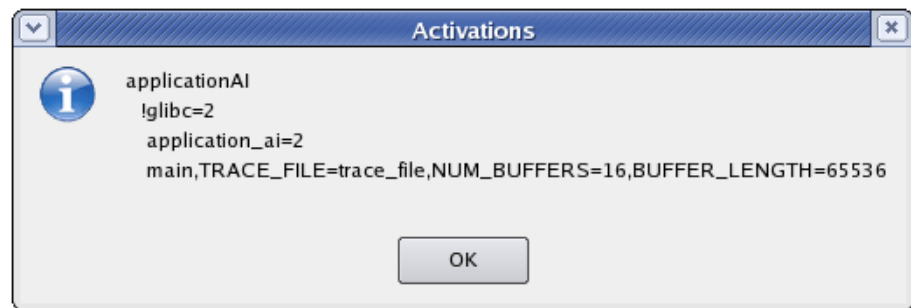 Activations
applicationAI
!glibc=2
application_ai=2
main,TRACE_FILE=trace_file,NUM_BUFFERS=16,BUFFER_LENGTH=65536
OK